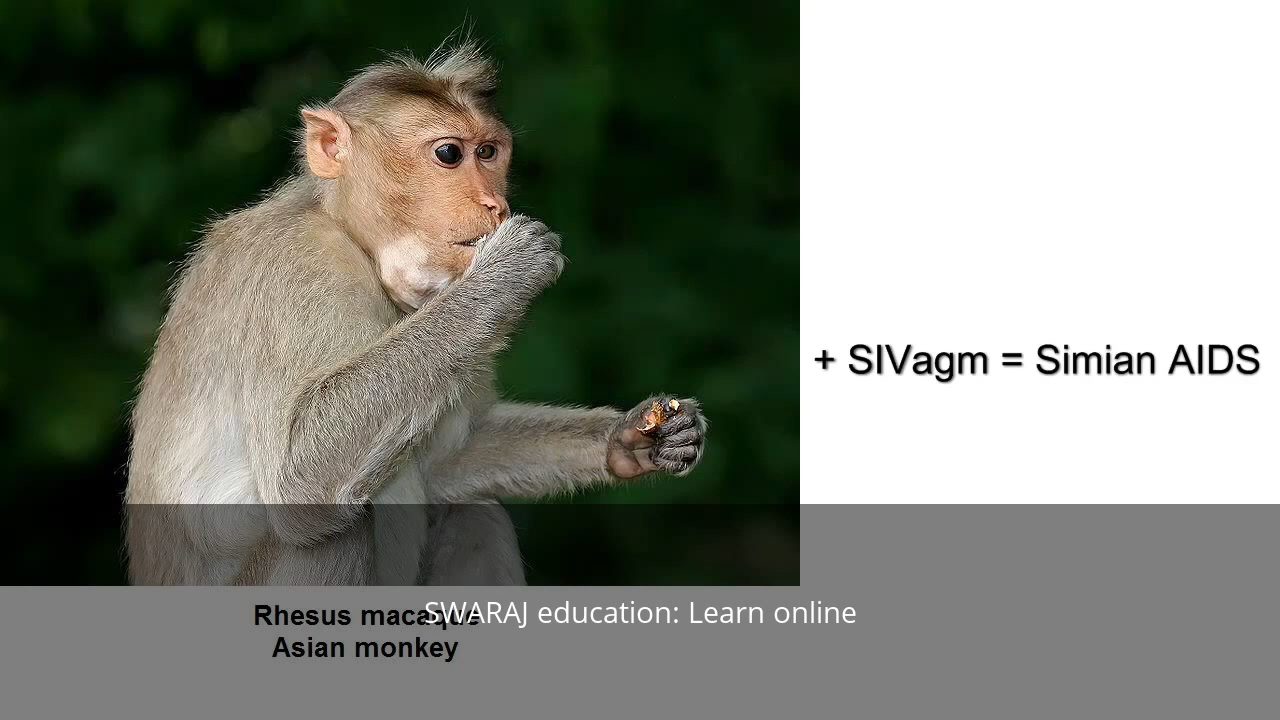 + SIVagm = Simian AIDS
Rhesus macaque
SWARAJ education: Learn online
Asian monkey